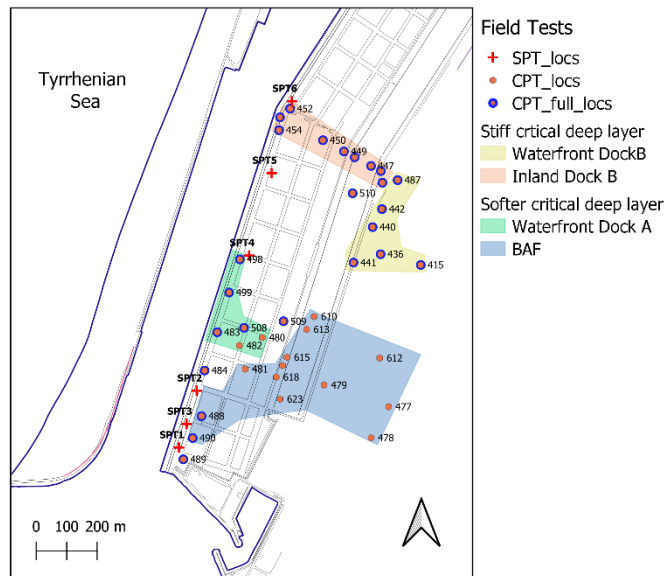 Tyrrhenian
Sea
SPT6
452
454
450
449
447
487
SPT5
510
442
440
SPT4
498
436
441
415
499
610
509
508
613
483
480
482
615
612
484
481
618
479
SPT2
623
477
SPT3
488
490
478
SPT1
489
0 100 200 m
Field Tests
SPT_locs
CPT_locs
CPT_full_locs
Stiff crtical deep layer
Waterfront DockB
Inland Dock B
Softer critical deep layer
Waterfront Dock A
BAF